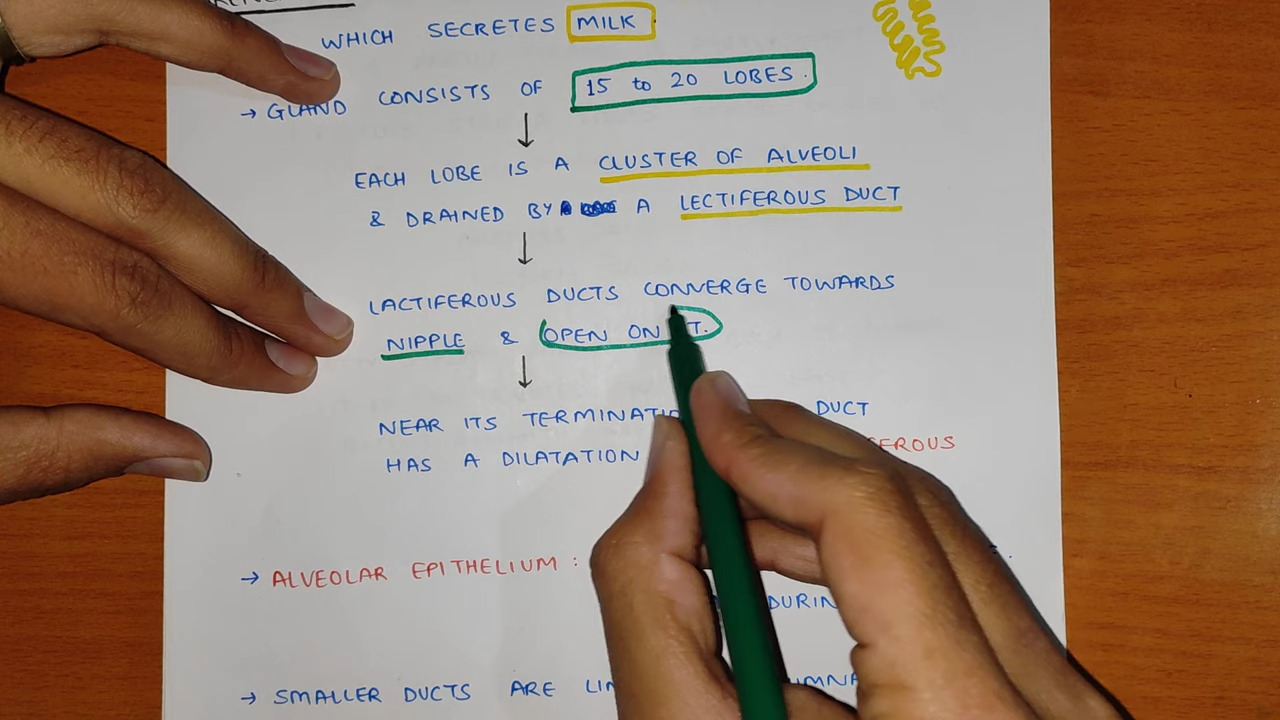 WHICH SECRETES MILK.
→ GLAND CONSISTS OF 15 to 20 LOBES.
↓
EACH LOBE IS A CLUSTER OF ALVEOLI
& DRAINED BY A LECTIFEROUS DUCT
↓
LACTIFEROUS DUCTS CONVERGE TOWARDS
NIPPLE & OPEN ON IT.
↓
NEAR ITS DUCT
HAS A DILATATION
→ ALVEOLAR EPITHELIUM :
→ SMALLER DUCTS ARE